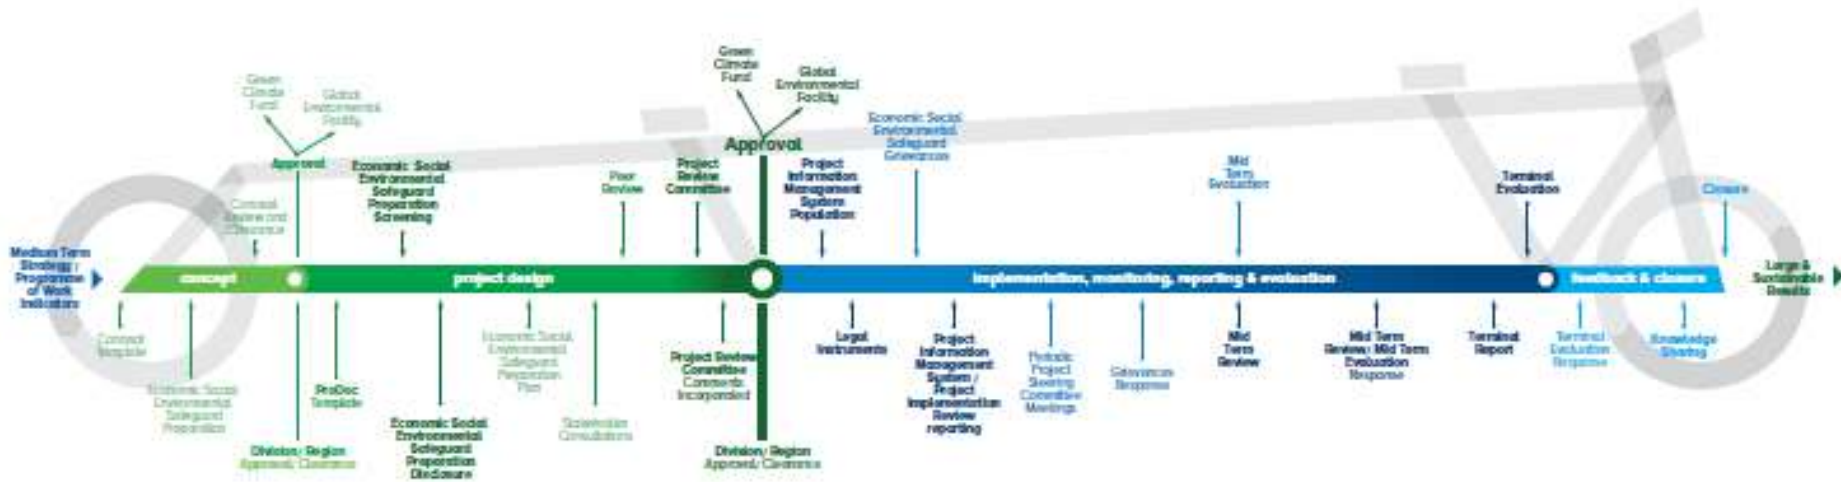 Green
Climate
Fund
Global
Environmental
Facility
Approval
Concept
Review and
Clearance
Economic Social
Environmental
Safeguard
Preparation
Screening
Peer
Review
Project
Review
Committee
Green
Climate
Fund
Global
Environmental
Facility
Approval
Project
Information
Management
System
Population
Economic Social
Environmental
Safeguard
Grievances
Mid
Term
Evaluation
Terminal
Evaluation
Closure
Medium Term
Strategy /
Programme
of Work
Indicators
concept
project design
implementation, monitoring, reporting & evaluation
feedback & closure
Large &
Sustainable
Results
Concept
Template
Economic Social
Environmental
Safeguard
Preparation
Division/ Region
Approval/ Clearance
ProDoc
Template
Economic Social
Environmental
Safeguard
Preparation
Disclosure
Economic Social
Environmental
Safeguard
Preparation
Plan
Stakeholder
Consultations
Project Review
Committee
Comments
Incorporated
Division/ Region
Approval/ Clearance
Legal
Instruments
Project
Information
Management
System /
Project
Implementation
Review
reporting
Periodic
Project
Steering
Committee
Meetings
Grievances
Response
Mid
Term
Review
Mid Term
Review/ Mid Term
Evaluation
Response
Terminal
Report
Terminal
Evaluation
Response
Knowledge
Sharing